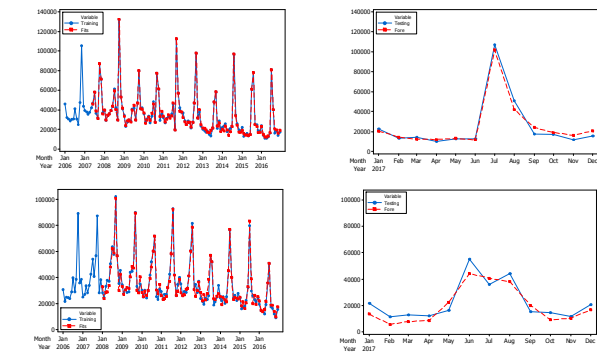 140000
120000
100000
80000
60000
40000
20000
0
Variable
Training
Fits
Month Jan Jan Jan Jan Jan Jan Jan Jan Jan Jan Jan
Year 2006 2007 2008 2009 2010 2011 2012 2013 2014 2015 2016
140000
120000
100000
80000
60000
40000
20000
0
Variable
Testing
Fore
Month Jan Feb Mar Apr May Jun Jul Aug Sep Oct Nov Dec
Year 2017
100000
80000
60000
40000
20000
0
Variable
Training
Fits
Month Jan Jan Jan Jan Jan Jan Jan Jan Jan Jan Jan
Year 2006 2007 2008 2009 2010 2011 2012 2013 2014 2015 2016
100000
80000
60000
40000
20000
0
Variable
Testing
Fore
Month Jan Feb Mar Apr May Jun Jul Aug Sep Oct Nov Dec
Year 2017